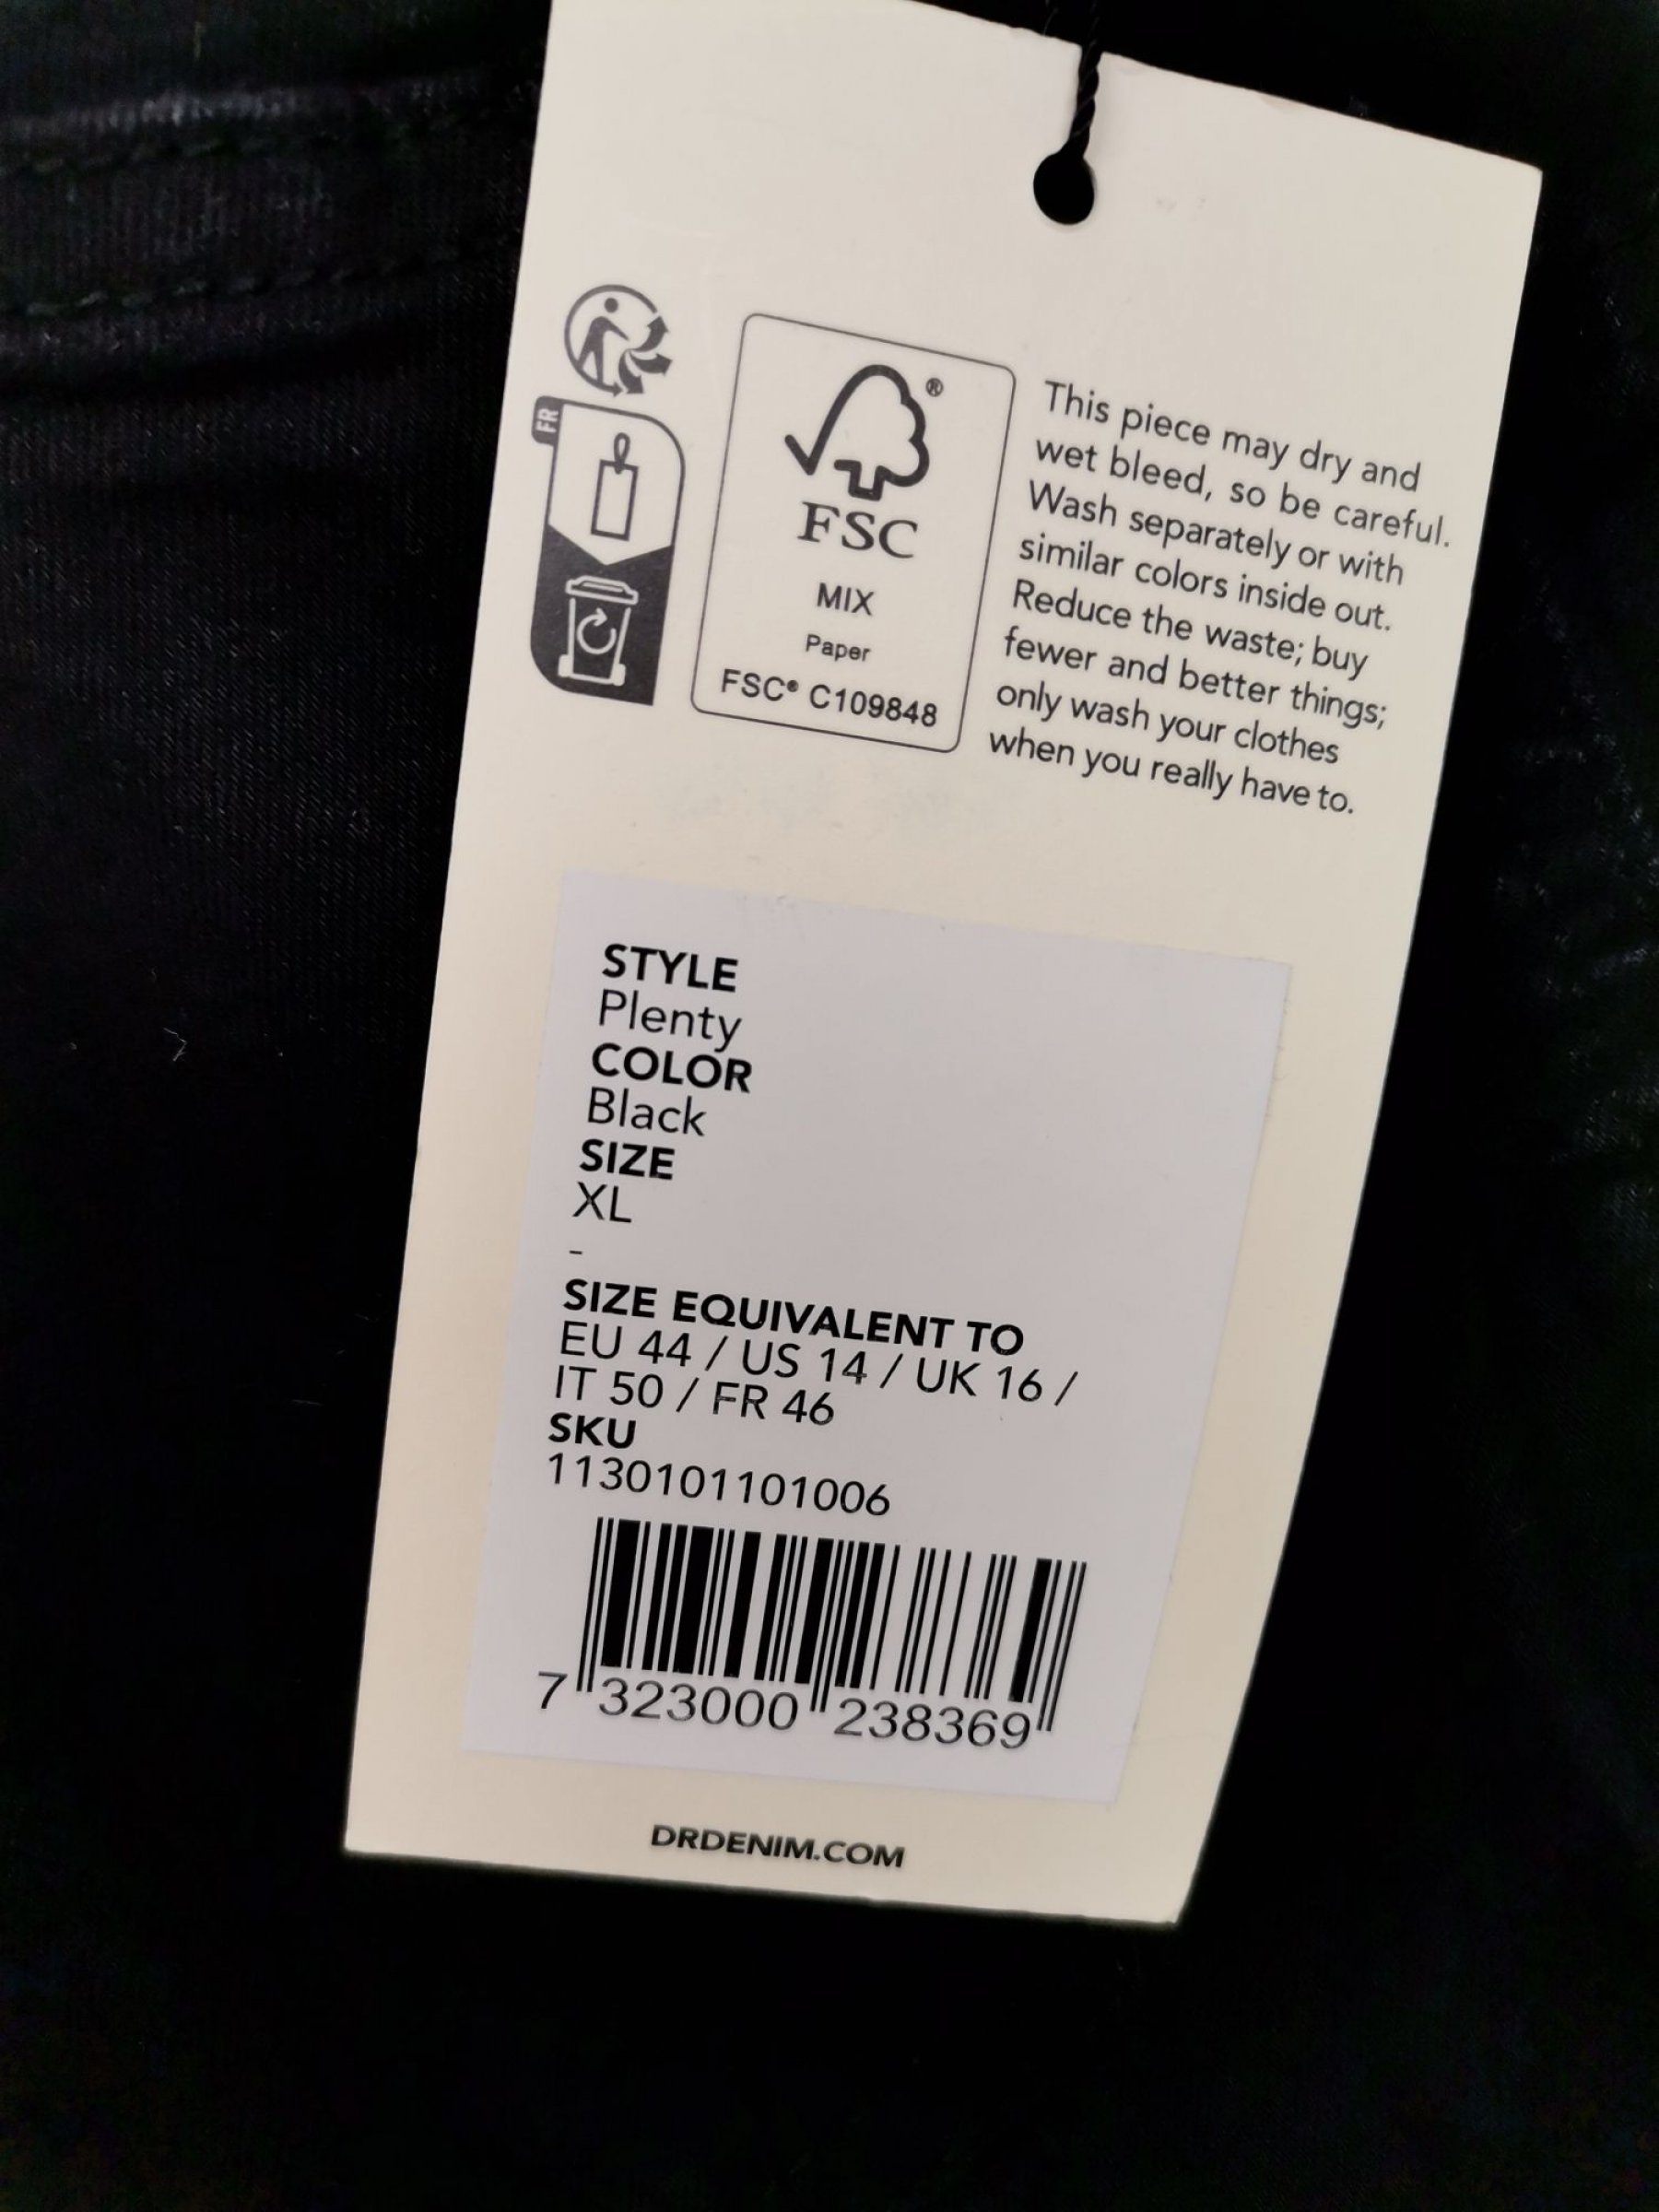 FR
®
FSC
MIX
Paper
FSC® C109848
This piece may dry and
wet bleed, so be careful.
Wash separately or with
similar colors inside out.
Reduce the waste; buy
fewer and better things;
only wash your clothes
when you really have to.
STYLE
Plenty
COLOR
Black
SIZE
XL
-
SIZE EQUIVALENT TO
EU 44 / US 14 / UK 16 /
IT 50 / FR 46
SKU
1130101101006
7 323000 238369
DRDENIM.COM